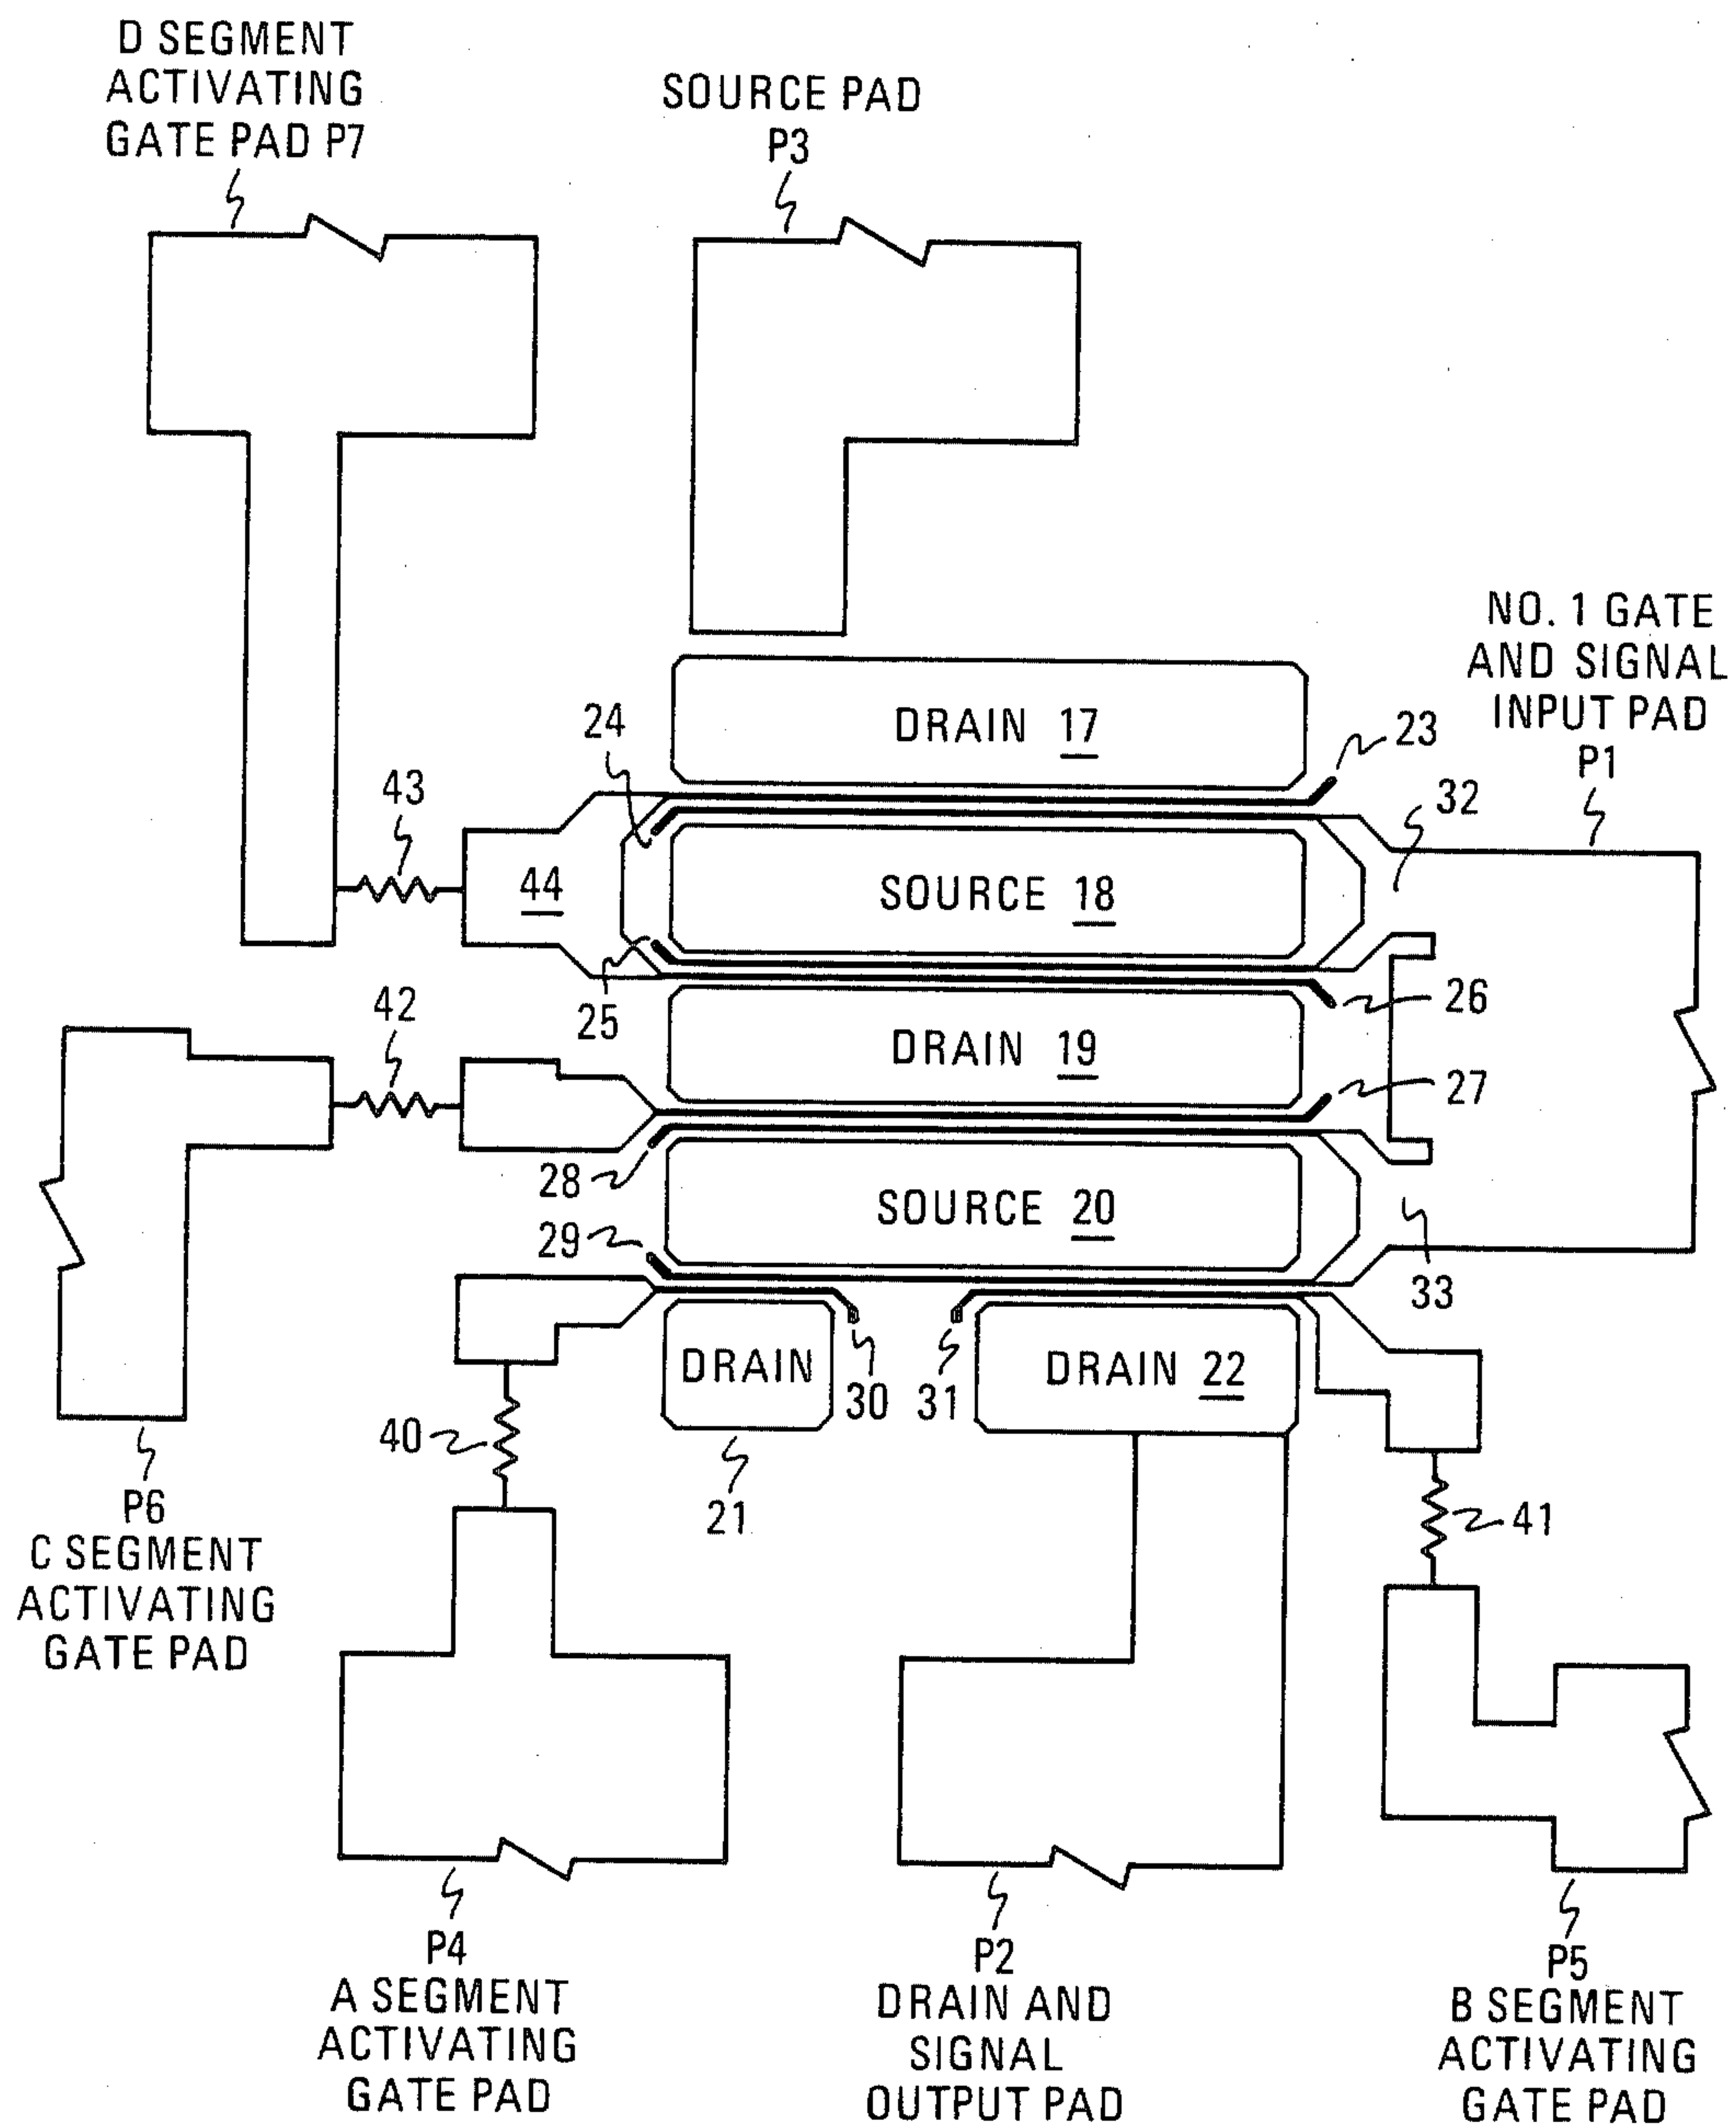 D SEGMENT
ACTIVATING
GATE PAD P7
SOURCE PAD
P3
NO. 1 GATE
AND SIGNAL
INPUT PAD
P1
DRAIN 17
23
24
32
43
44
SOURCE 18
25
26
42
DRAIN 19
27
28
SOURCE 20
29
33
DRAIN
30
31
DRAIN 22
40
21
41
P6
C SEGMENT
ACTIVATING
GATE PAD
P4
A SEGMENT
ACTIVATING
GATE PAD
P2
DRAIN AND
SIGNAL
OUTPUT PAD
P5
B SEGMENT
ACTIVATING
GATE PAD